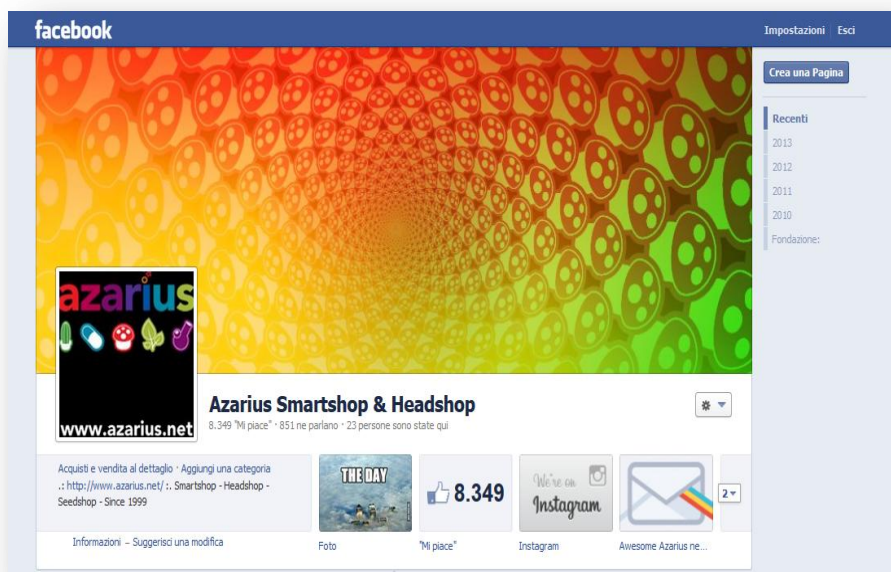 facebook
Impostazioni Esci
Crea una Pagina
Recenti
2013
2012
2011
2010
Fondazione:
azarius
www.azarius.net
Azarius Smartshop & Headshop
8.349 "Mi piace" · 851 ne parlano · 23 persone sono state qui
Acquisti e vendita al dettaglio · Aggiungi una categoria
.: http://www.azarius.net/ :. Smartshop - Headshop -
Seedshop - Since 1999
Informazioni – Suggerisci una modifica
THE DAY
Foto
8.349
"Mi piace"
We're on
Instagram
Instagram
Awesome Azarius ne...
2